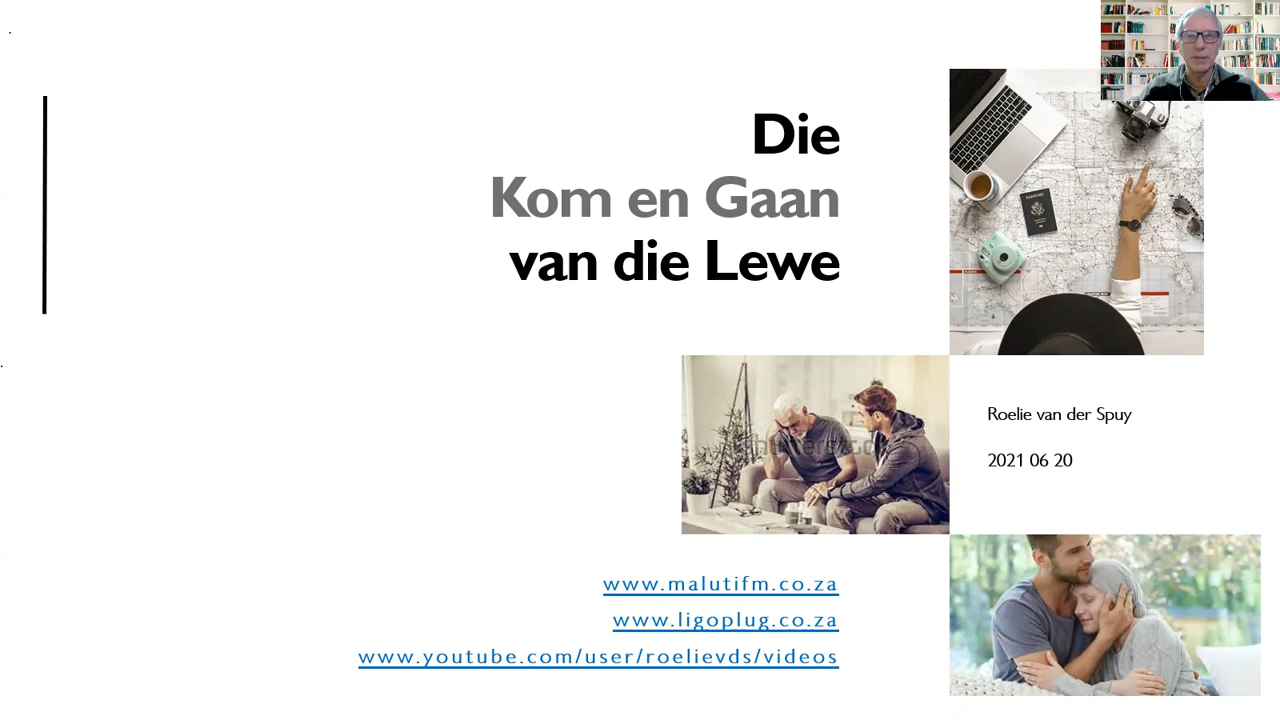 Die
Kom en Gaan
van die Lewe
Roelie van der Spuy
2021 06 20
www.malutifm.co.za
www.ligoplug.co.za
www.youtube.com/user/roelievds/videos